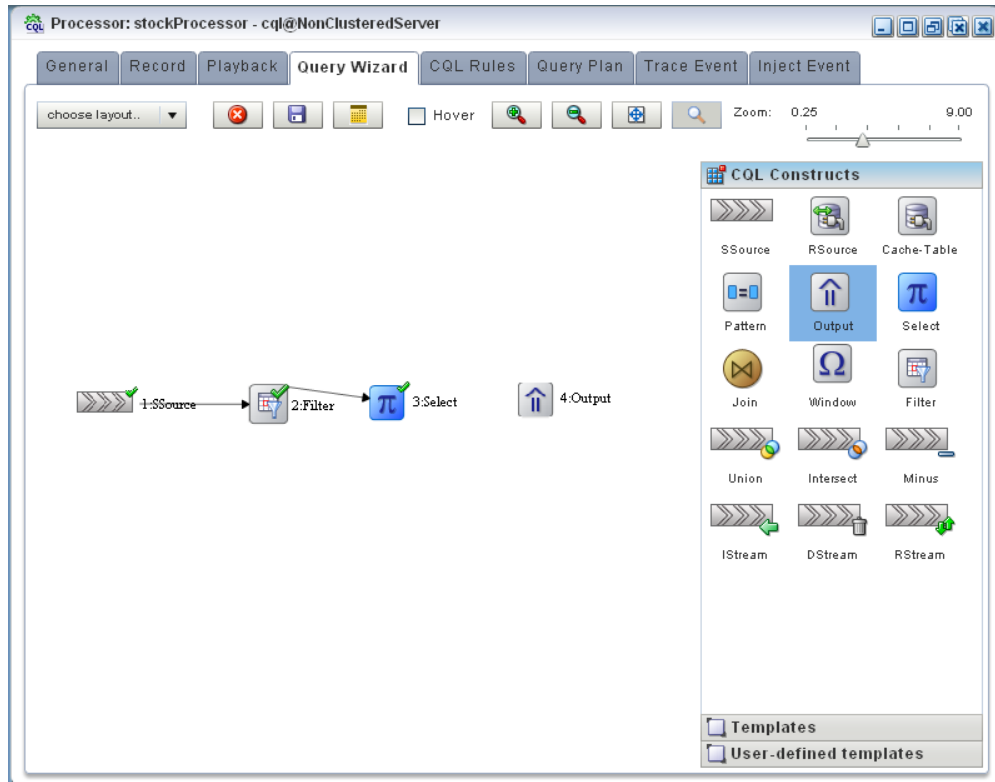 Processor: stockProcessor - cql@NonClusteredServer
General Record Playback Query Wizard CQL Rules Query Plan Trace Event Inject Event
choose layout.. Hover Zoom: 0.25 9.00
CQL Constructs
SSource RSource Cache-Table
Pattern Output Select
Join Window Filter
Union Intersect Minus
IStream DStream RStream
1:SSource 2:Filter 3:Select 4:Output
Templates
User-defined templates